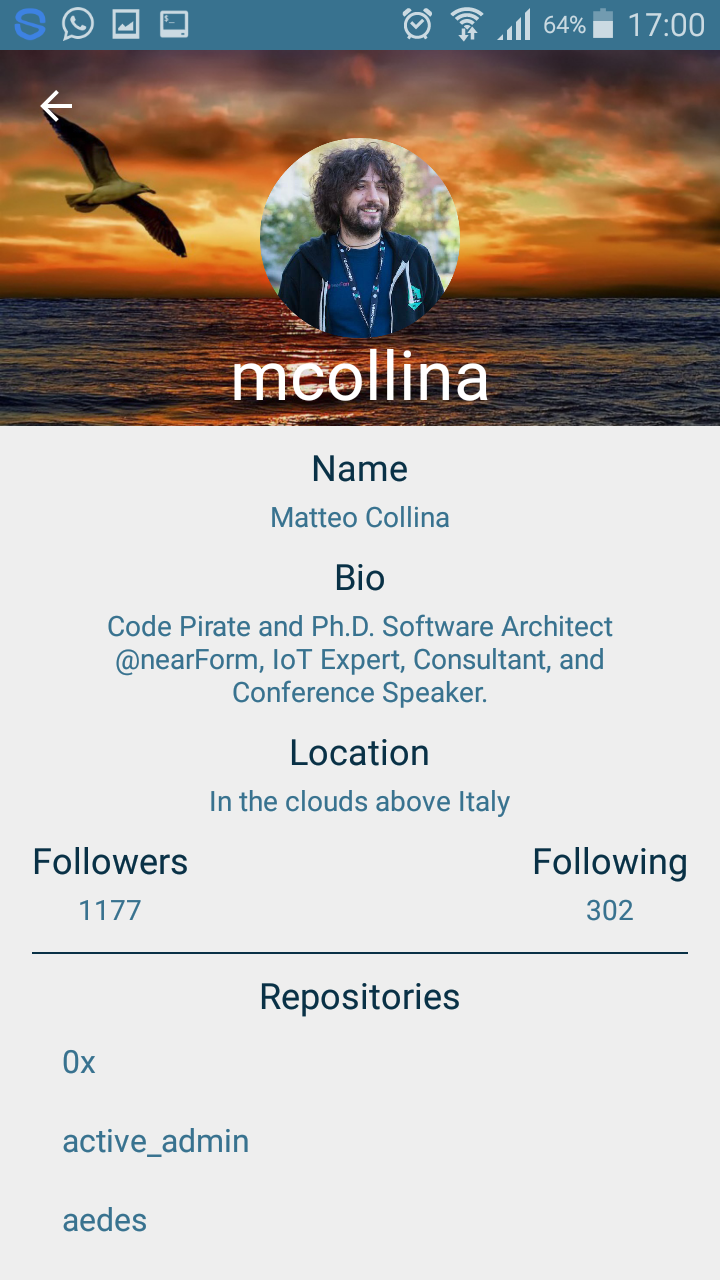 64% 17:00
mcollina
Name
Matteo Collina
Bio
Code Pirate and Ph.D. Software Architect
@nearForm, IoT Expert, Consultant, and
Conference Speaker.
Location
In the clouds above Italy
Followers Following
1177 302
Repositories
0x
active_admin
aedes